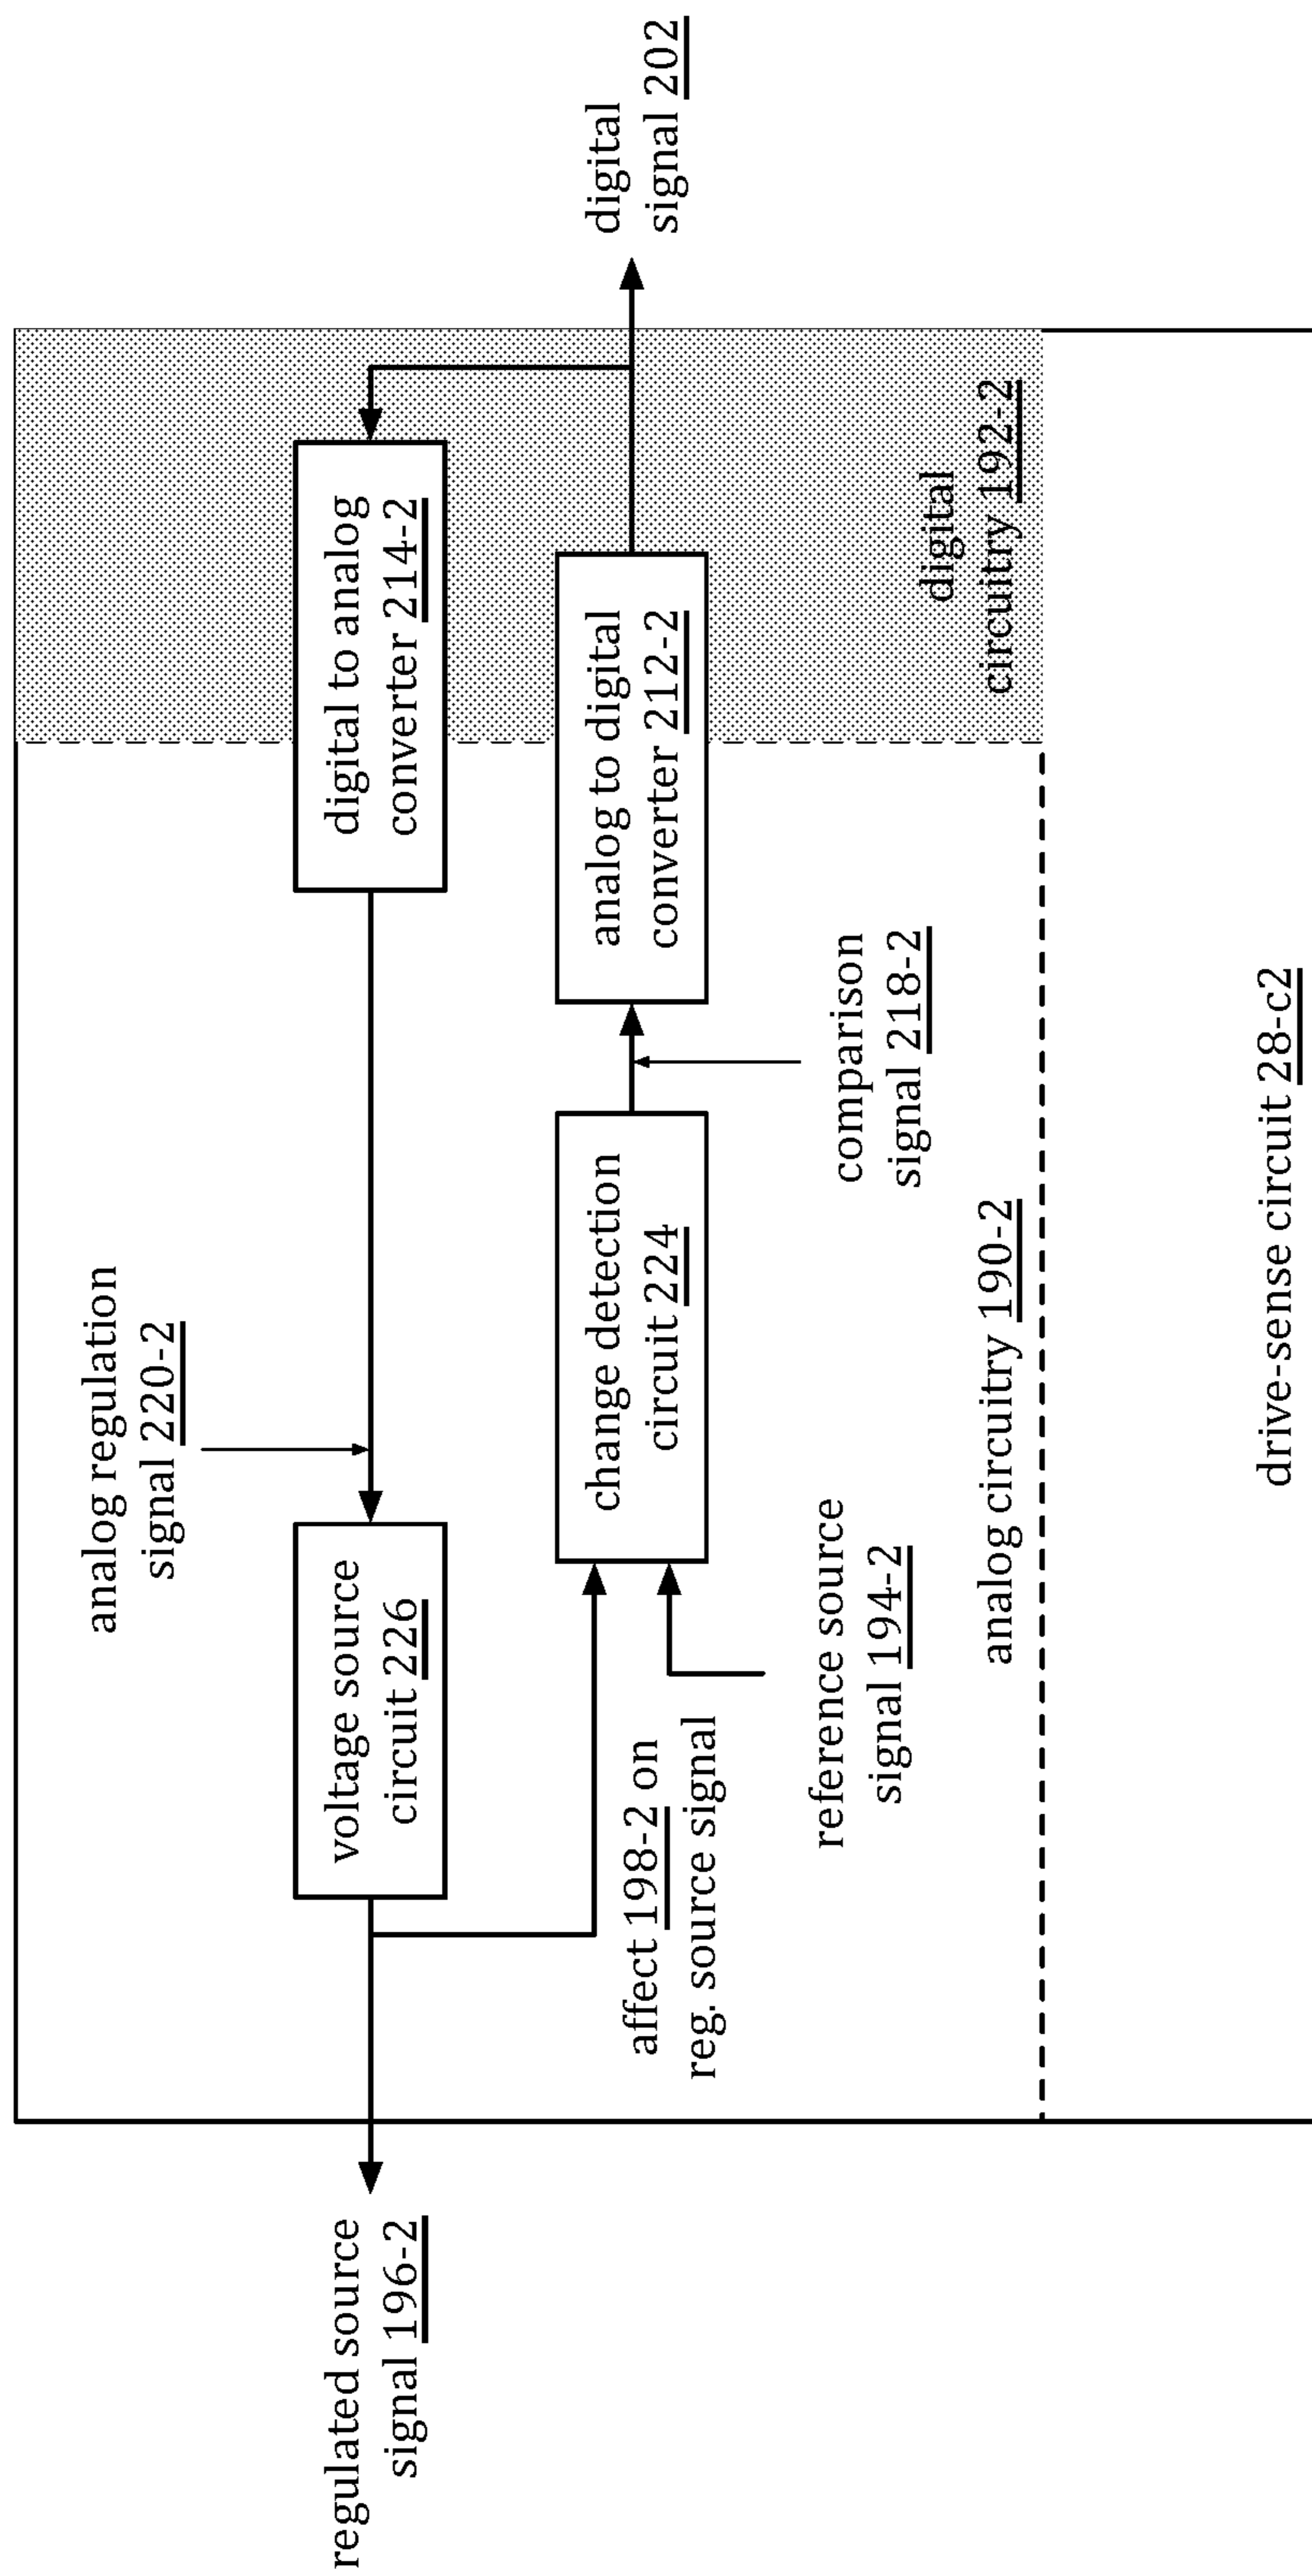 analog regulation
signal 220-2
regulated source
signal 196-2
voltage source
circuit 226
digital to analog
converter 214-2
affect 198-2 on
reg. source signal
change detection
circuit 224
analog to digital
converter 212-2
digital
signal 202
reference source
signal 194-2
comparison
signal 218-2
analog circuitry 190-2
digital
circuitry 192-2
drive-sense circuit 28-c2